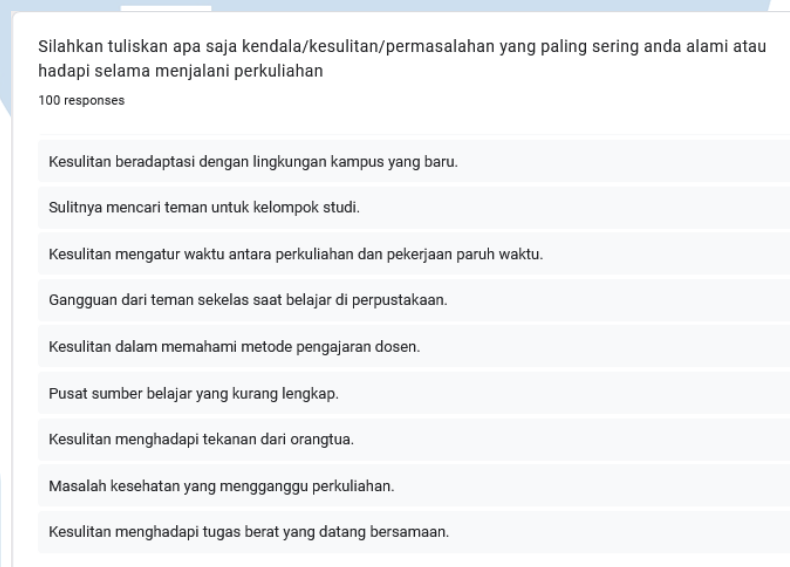 Silahkan tuliskan apa saja kendala/kesulitan/permasalahan yang paling sering anda alami atau
hadapi selama menjalani perkuliahan
100 responses
Kesulitan beradaptasi dengan lingkungan kampus yang baru.
Sulitnya mencari teman untuk kelompok studi.
Kesulitan mengatur waktu antara perkuliahan dan pekerjaan paruh waktu.
Gangguan dari teman sekelas saat belajar di perpustakaan.
Kesulitan dalam memahami metode pengajaran dosen.
Pusat sumber belajar yang kurang lengkap.
Kesulitan menghadapi tekanan dari orangtua.
Masalah kesehatan yang mengganggu perkuliahan.
Kesulitan menghadapi tugas berat yang datang bersamaan.